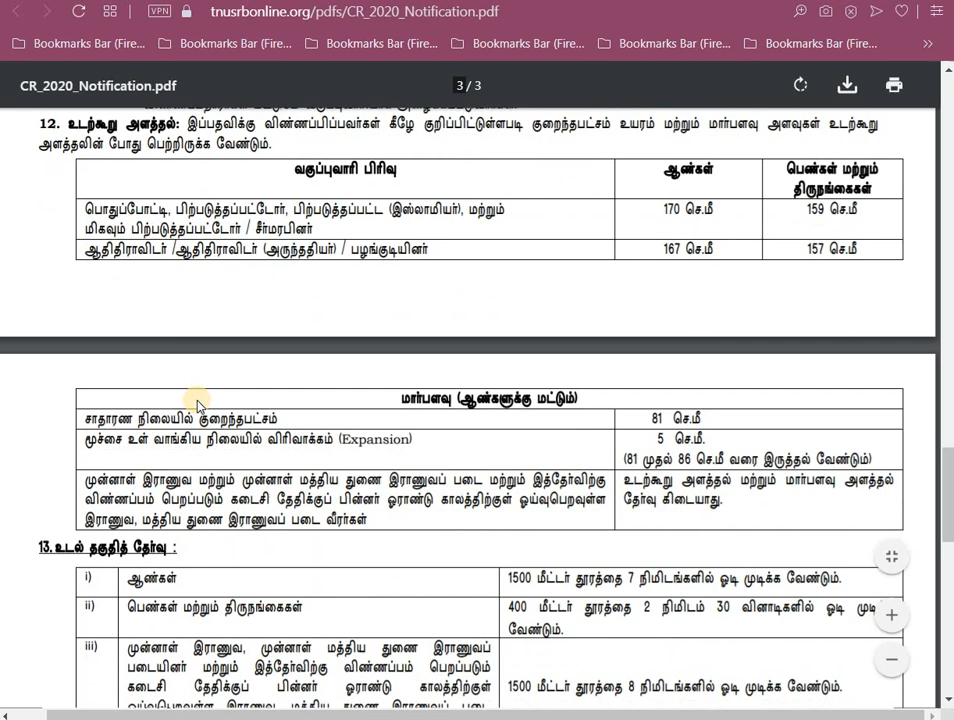 VPN
tnusrbonline.org/pdfs/CR_2020_Notification.pdf
Bookmarks Bar (Fire...
Bookmarks Bar (Fire...
Bookmarks Bar (Fire...
Bookmarks Bar (Fire...
Bookmarks Bar (Fire...
Bookmarks Bar (Fire...
CR_2020_Notification.pdf
3 / 3
12. உடற்கூறு அளத்தல்: இப்பதவிக்கு விண்ணப்பிப்பவர்கள் கீழே குறிப்பிட்டுள்ளபடி குறைந்தபட்சம் உயரம் மற்றும் மார்பளவு அளவுகள் உடற்கூறு
அளத்தலின் போது பெற்றிருக்க வேண்டும்.
வகுப்புவாரி பிரிவு
ஆண்கள்
பெண்கள் மற்றும்
திருநங்கைகள்
பொதுப்போட்டி, பிற்படுத்தப்பட்டோர், பிற்படுத்தப்பட்ட (இஸ்லாமியர்), மற்றும்
மிகவும் பிற்படுத்தப்பட்டோர் / சீர்மரபினர்
170 செ.மீ
159 செ.மீ
ஆதிதிராவிடர் /ஆதிதிராவிடர் (அருந்ததியர்) / பழங்குடியினர்
167 செ.மீ
157 செ.மீ
மார்பளவு (ஆண்களுக்கு மட்டும்)
சாதாரண நிலையில் குறைந்தபட்சம்
81 செ.மீ
மூச்சை உள் வாங்கிய நிலையில் விரிவாக்கம் (Expansion)
5 செ.மீ.
(81 முதல் 86 செ.மீ வரை இருத்தல் வேண்டும்)
முன்னாள் இராணுவ மற்றும் முன்னாள் மத்திய துணை இராணுவப் படை மற்றும் இத்தேர்விற்கு
விண்ணப்பம் பெறப்படும் கடைசி தேதிக்குப் பின்னர் ஓராண்டு காலத்திற்குள் ஓய்வுபெறவுள்ள
இராணுவ, மத்திய துணை இராணுவப் படை வீரர்கள்
உடற்கூறு அளத்தல் மற்றும் மார்பளவு அளத்தல்
தேர்வு கிடையாது.
13. உடல் தகுதித் தேர்வு :
i)
ஆண்கள்
1500 மீட்டர் தூரத்தை 7 நிமிடங்களில் ஓடி முடிக்க வேண்டும்.
ii)
பெண்கள் மற்றும் திருநங்கைகள்
400 மீட்டர் தூரத்தை 2 நிமிடம் 30 வினாடிகளில் ஓடி
வேண்டும்.
iii)
முன்னாள் இராணுவ, முன்னாள் மத்திய துணை இராணுவப்
படையினர் மற்றும் இத்தேர்விற்கு விண்ணப்பம் பெறப்படும்
கடைசி தேதிக்குப் பின்னர் ஓராண்டு காலத்திற்குள்
1500 மீட்டர் தூரத்தை 8 நிமிடங்களில் ஓடி முடிக்க வேண்டும்.